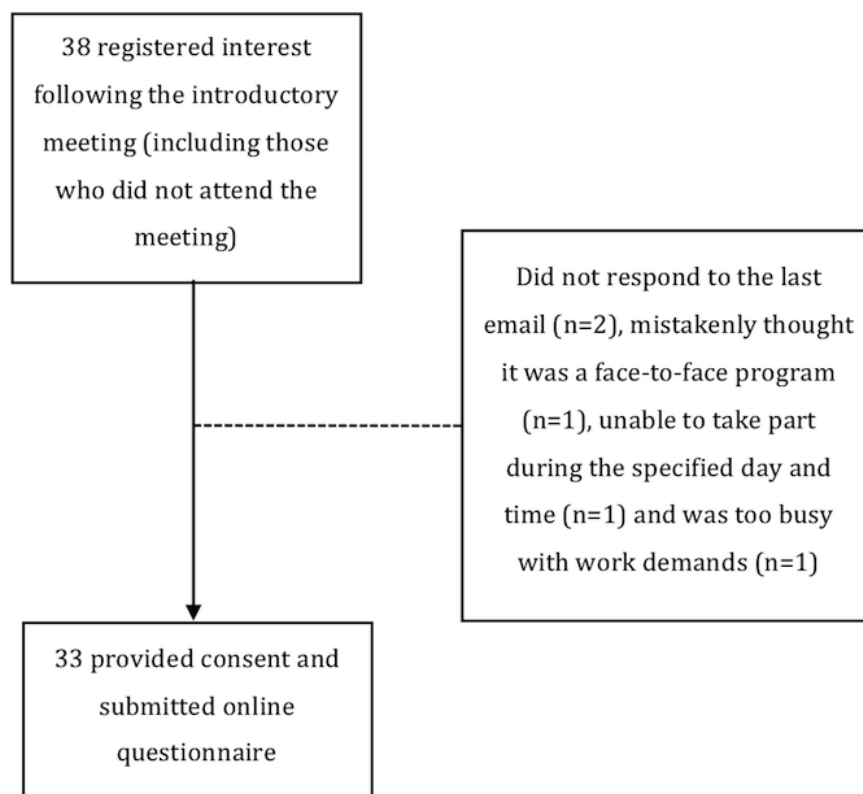 38 registered interest
following the introductory
meeting (including those
who did not attend the
meeting)
Did not respond to the last
email (n=2), mistakenly thought
it was a face-to-face program
(n=1), unable to take part
during the specified day and
time (n=1) and was too busy
with work demands (n=1)
33 provided consent and
submitted online
questionnaire